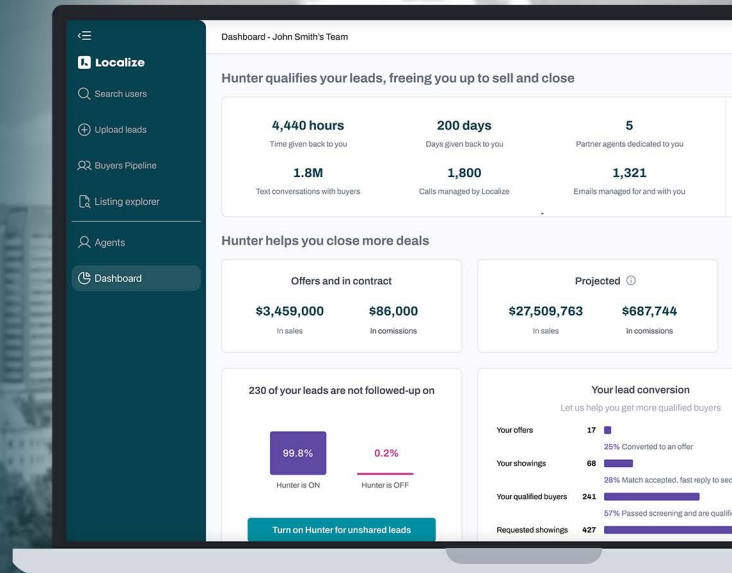 Dashboard - John Smith's Team
Localize
Search users
Upload leads
Buyers Pipeline
Listing explorer
Agents
Dashboard
Hunter qualifies your leads, freeing you up to sell and close
4,440 hours
Time given back to you
200 days
Days given back to you
5
Partner agents dedicated to you
1.8M
Text conversations with buyers
1,800
Calls managed by Localize
1,321
Emails managed for and with you
Hunter helps you close more deals
Offers and in contract
$3,459,000
In sales
$86,000
In comissions
Projected
$27,509,763
In sales
$687,744
In comissions
230 of your leads are not followed-up on
99.8%
Hunter is ON
0.2%
Hunter is OFF
Turn on Hunter for unshared leads
Your lead conversion
Let us help you get more qualified buyers
Your offers 17
25% Converted to an offer
Your showings 68
28% Match accepted, fast reply to
Your qualified buyers 241
57% Passed screening and are
Requested showings 427